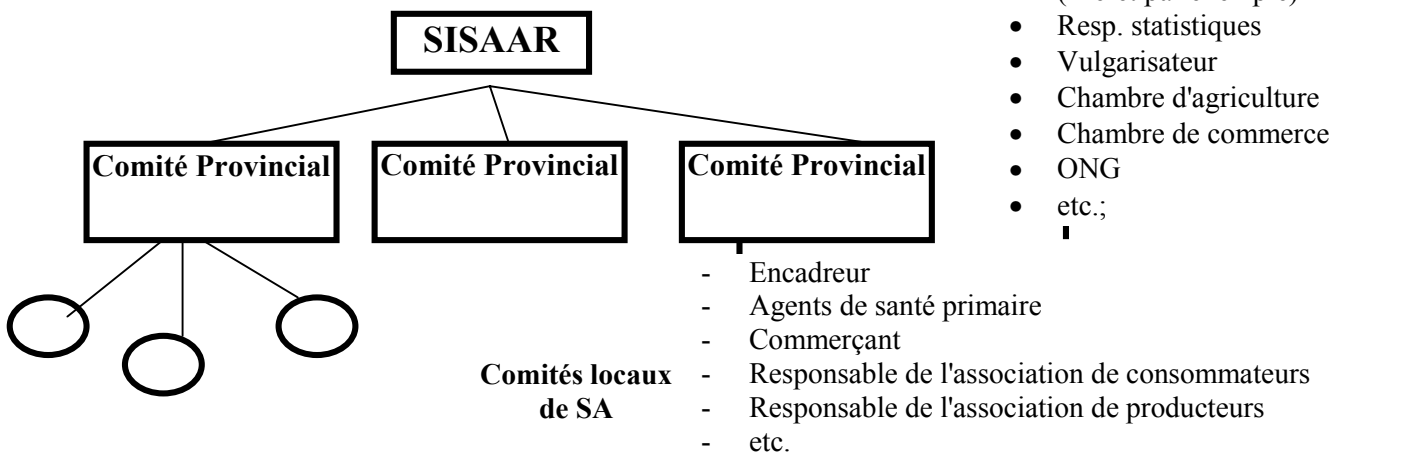 SISAAR
• Resp. statistiques
• Vulgarisateur
• Chambre d'agriculture
• Chambre de commerce
• ONG
• etc.;
Comité Provincial
Comité Provincial
Comité Provincial
- Encadreur
- Agents de santé primaire
- Commerçant
Comités locaux
de SA
- Responsable de l'association de consommateurs
- Responsable de l'association de producteurs
- etc.